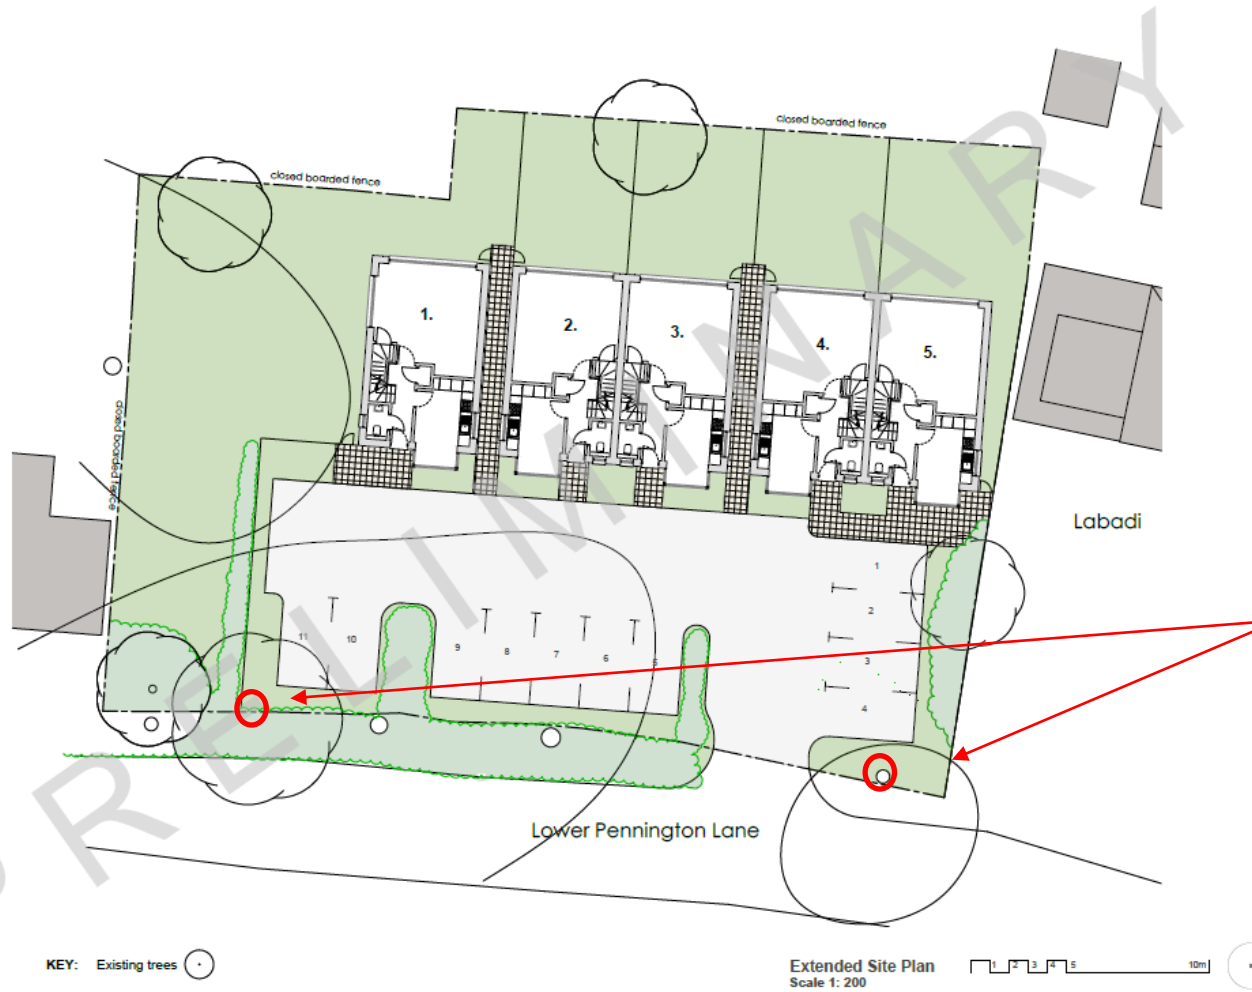 PRELIMINARY
closed boarded fence
closed boarded fence
closed boarded fence
1.
2.
3.
4.
5.
Labadi
1
2
3
4
11
10
9
8
7
6
5
Lower Pennington Lane
KEY: Existing trees
Extended Site Plan
Scale 1: 200
1 2 3 4 5 10m